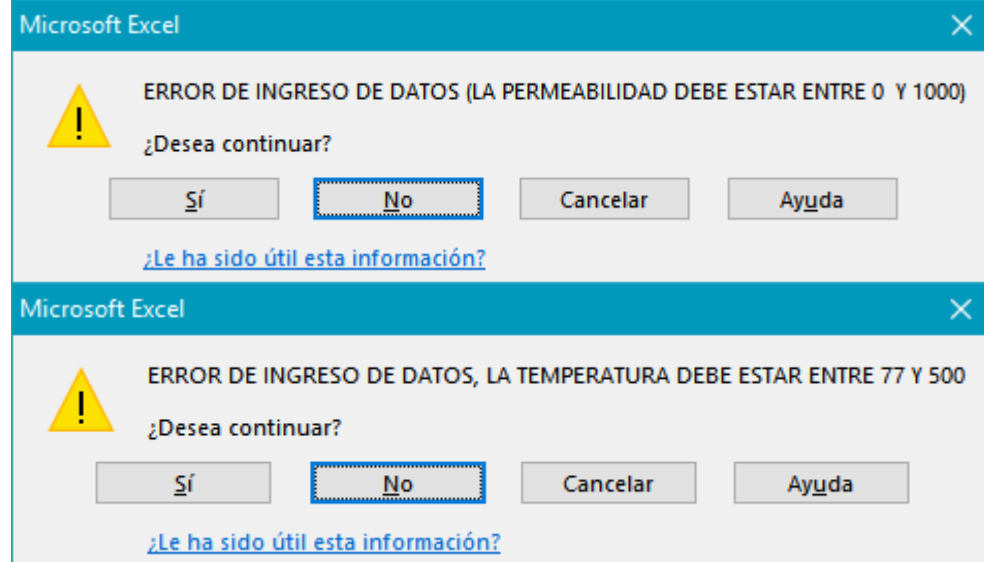 Microsoft Excel
ERROR DE INGRESO DE DATOS (LA PERMEABILIDAD DEBE ESTAR ENTRE 0 Y 1000)
¿Desea continuar?
Sí No Cancelar Ayuda
¿Le ha sido útil esta información?
Microsoft Excel
ERROR DE INGRESO DE DATOS, LA TEMPERATURA DEBE ESTAR ENTRE 77 Y 500
¿Desea continuar?
Sí No Cancelar Ayuda
¿Le ha sido útil esta información?